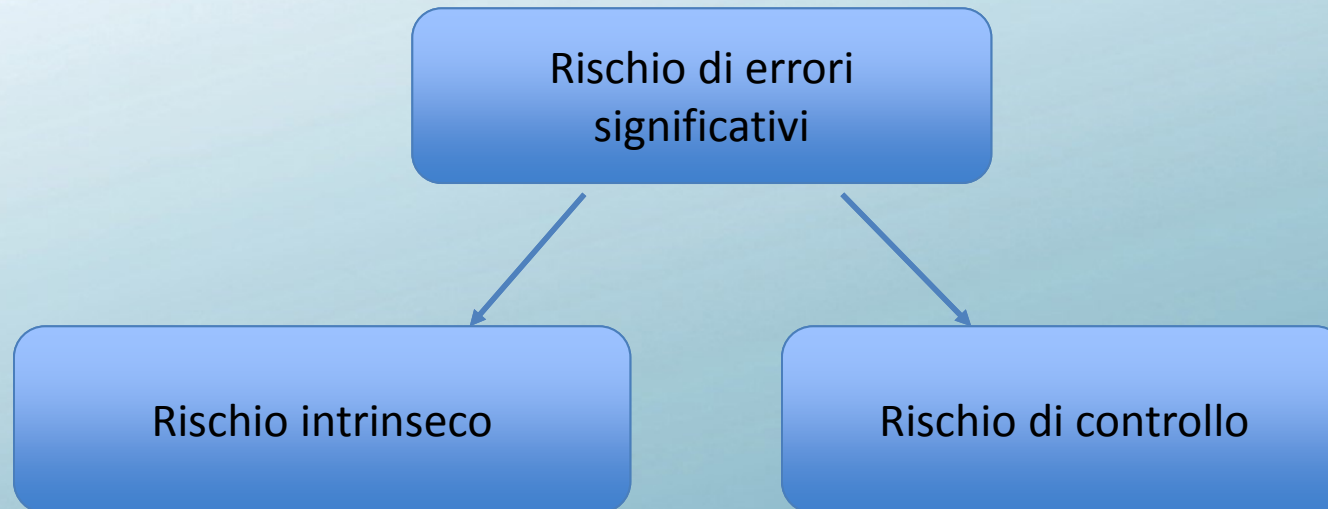 Rischio di errori
significativi
Rischio intrinseco
Rischio di controllo